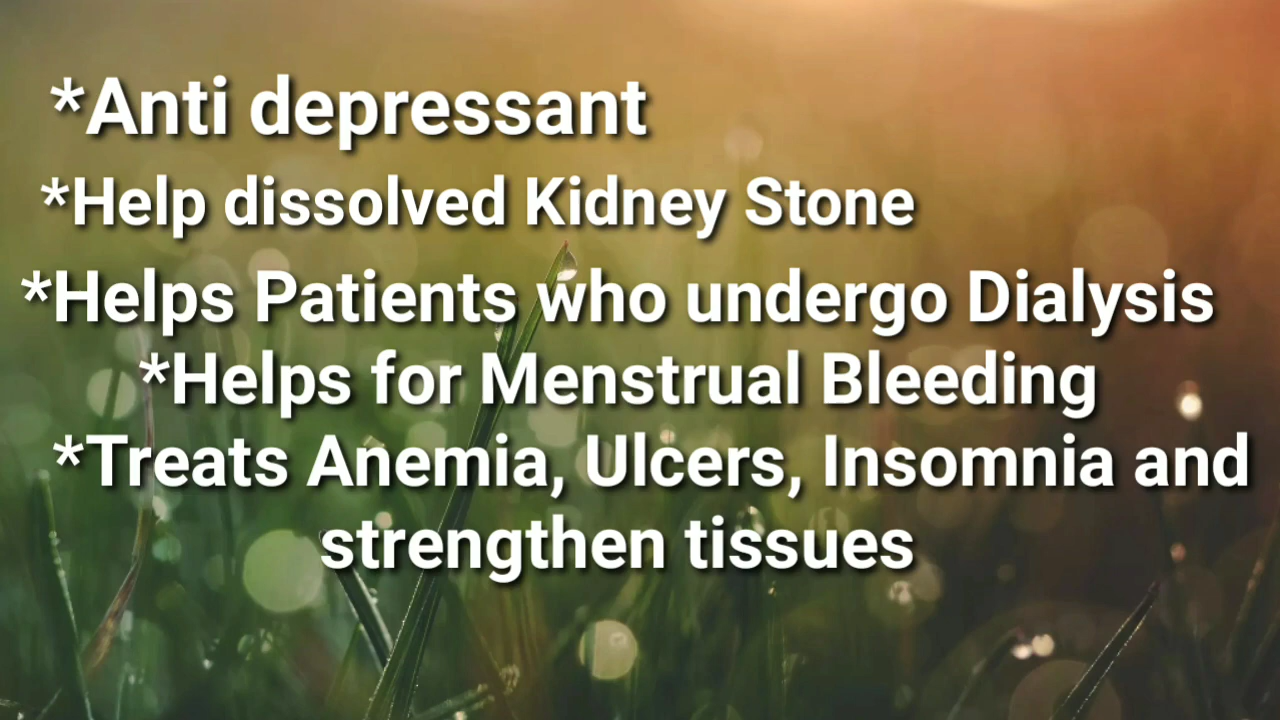 *Anti depressant
*Help dissolved Kidney Stone
*Helps Patients who undergo Dialysis
*Helps for Menstrual Bleeding
*Treats Anemia, Ulcers, Insomnia and
strengthen tissues